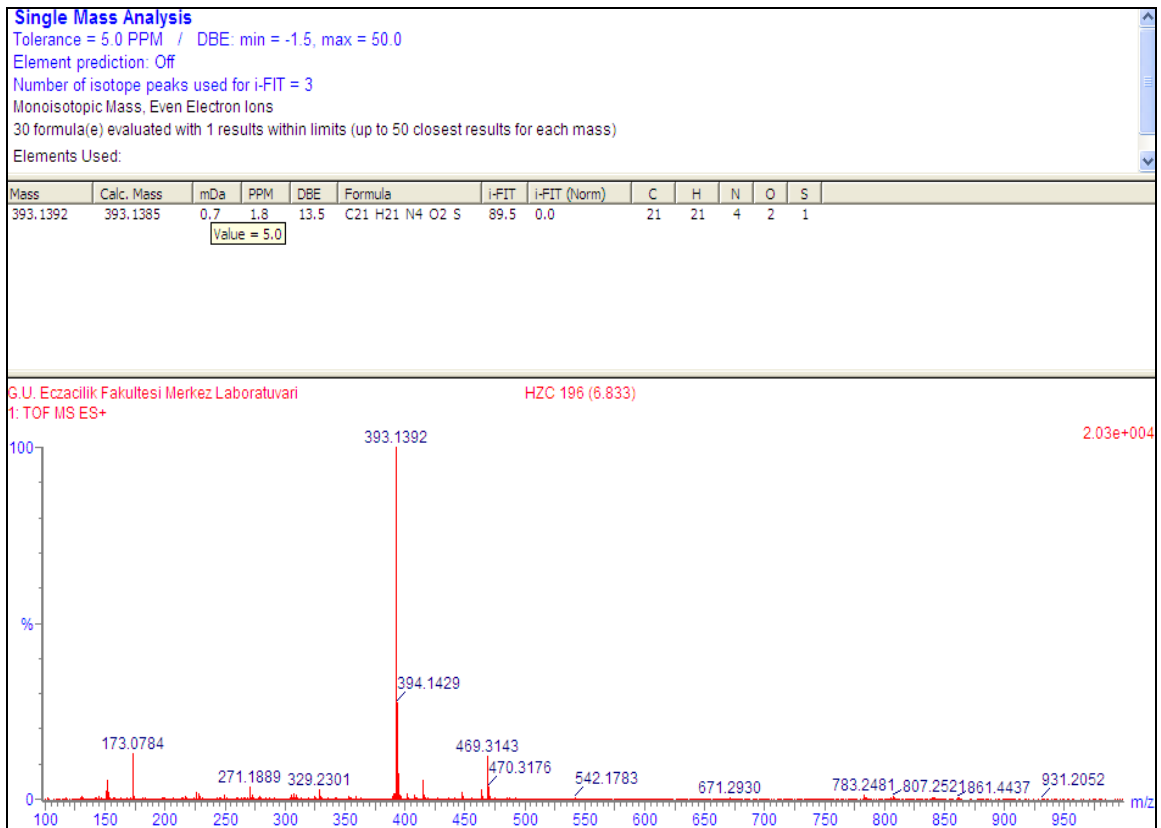 Single Mass Analysis
Tolerance = 5.0 PPM / DBE: min = -1.5, max = 50.0
Element prediction: Off
Number of isotope peaks used for i-FIT = 3
Monoisotopic Mass, Even Electron Ions
30 formula(e) evaluated with 1 results within limits (up to 50 closest results for each mass)
Elements Used:
Mass Calc. Mass mDa PPM DBE Formula i-FIT i-FIT (Norm) C H N O S
393.1392 393.1385 0.7 1.8 13.5 C21 H21 N4 O2 S 89.5 0.0 21 21 4 2 1
Value = 5.0
G.U. Eczacilik Fakultesi Merkez Laboratuvari HZC 196 (6.833)
1: TOF MS ES+
2.03e+004
100
393.1392
%
394.1429
173.0784
469.3143
271.1889
329.2301
470.3176
542.1783
671.2930
783.2481
807.2521
861.4437
931.2052
0
m/z
100 150 200 250 300 350 400 450 500 550 600 650 700 750 800 850 900 950